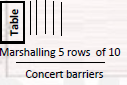 Table
Marshalling 5 rows of 10
Concert barriers